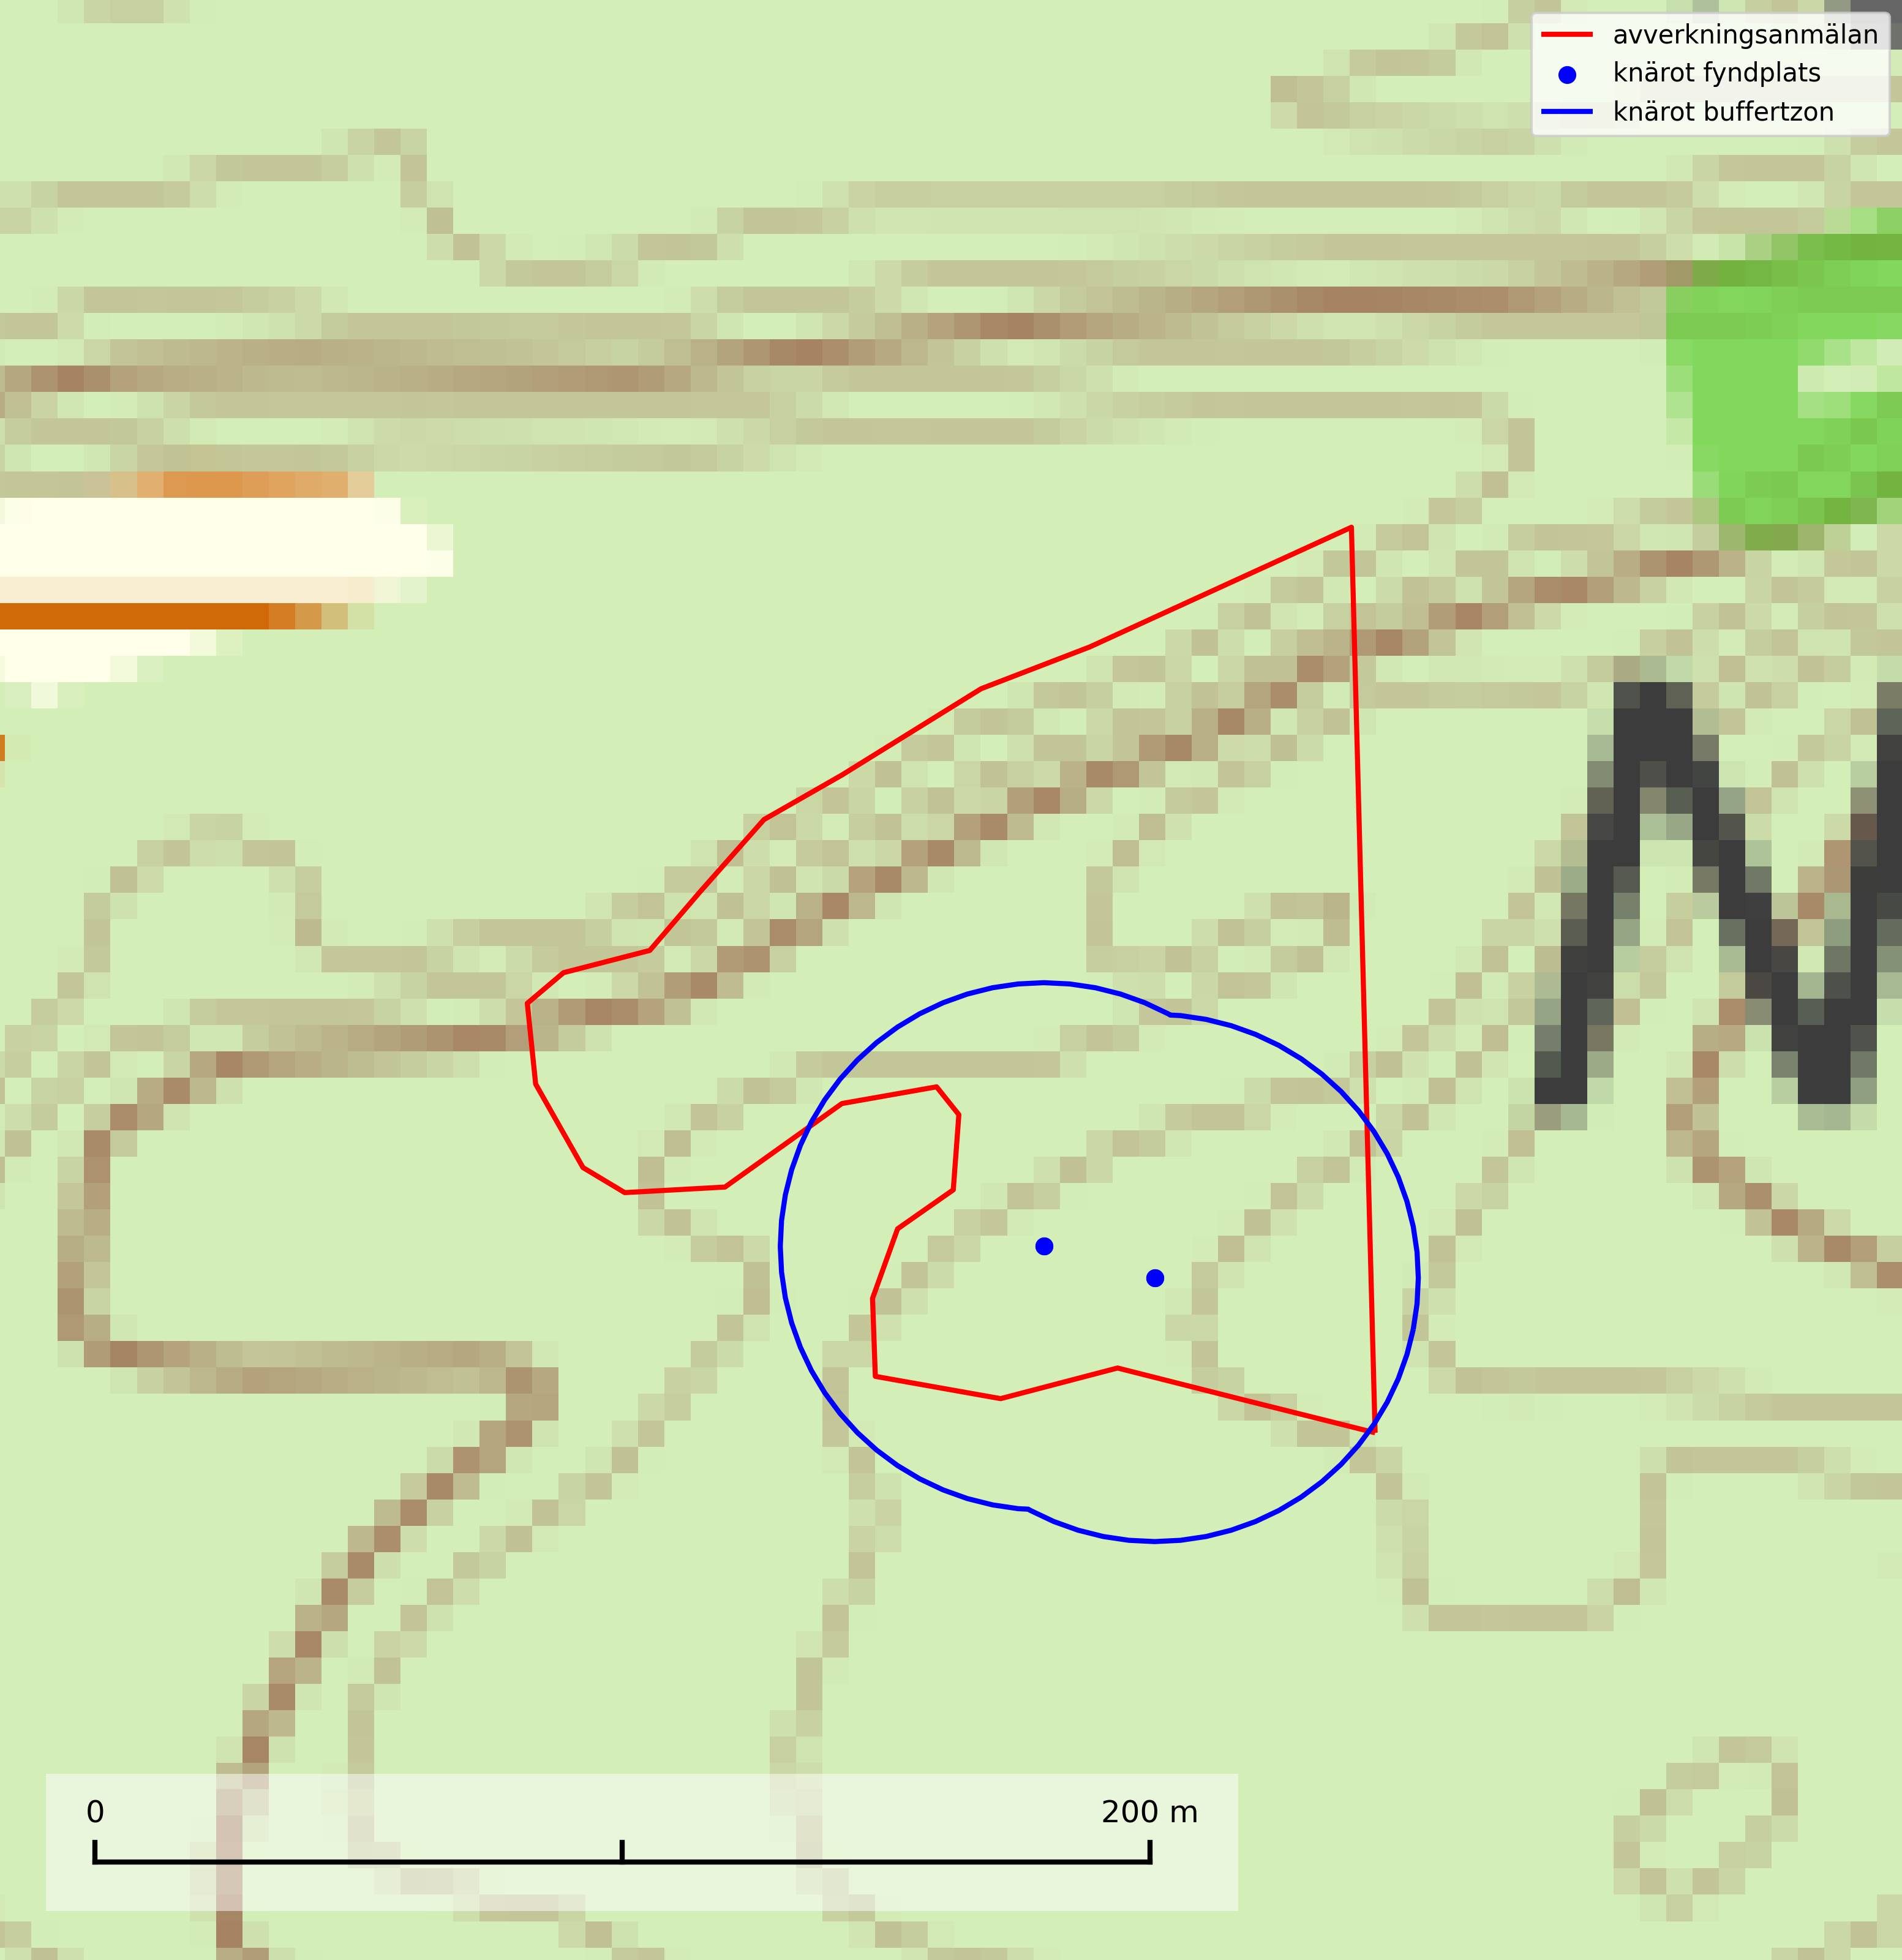 avverkningsanmälan
knärot fyndplats
knärot buffertzon
M
0
200 m